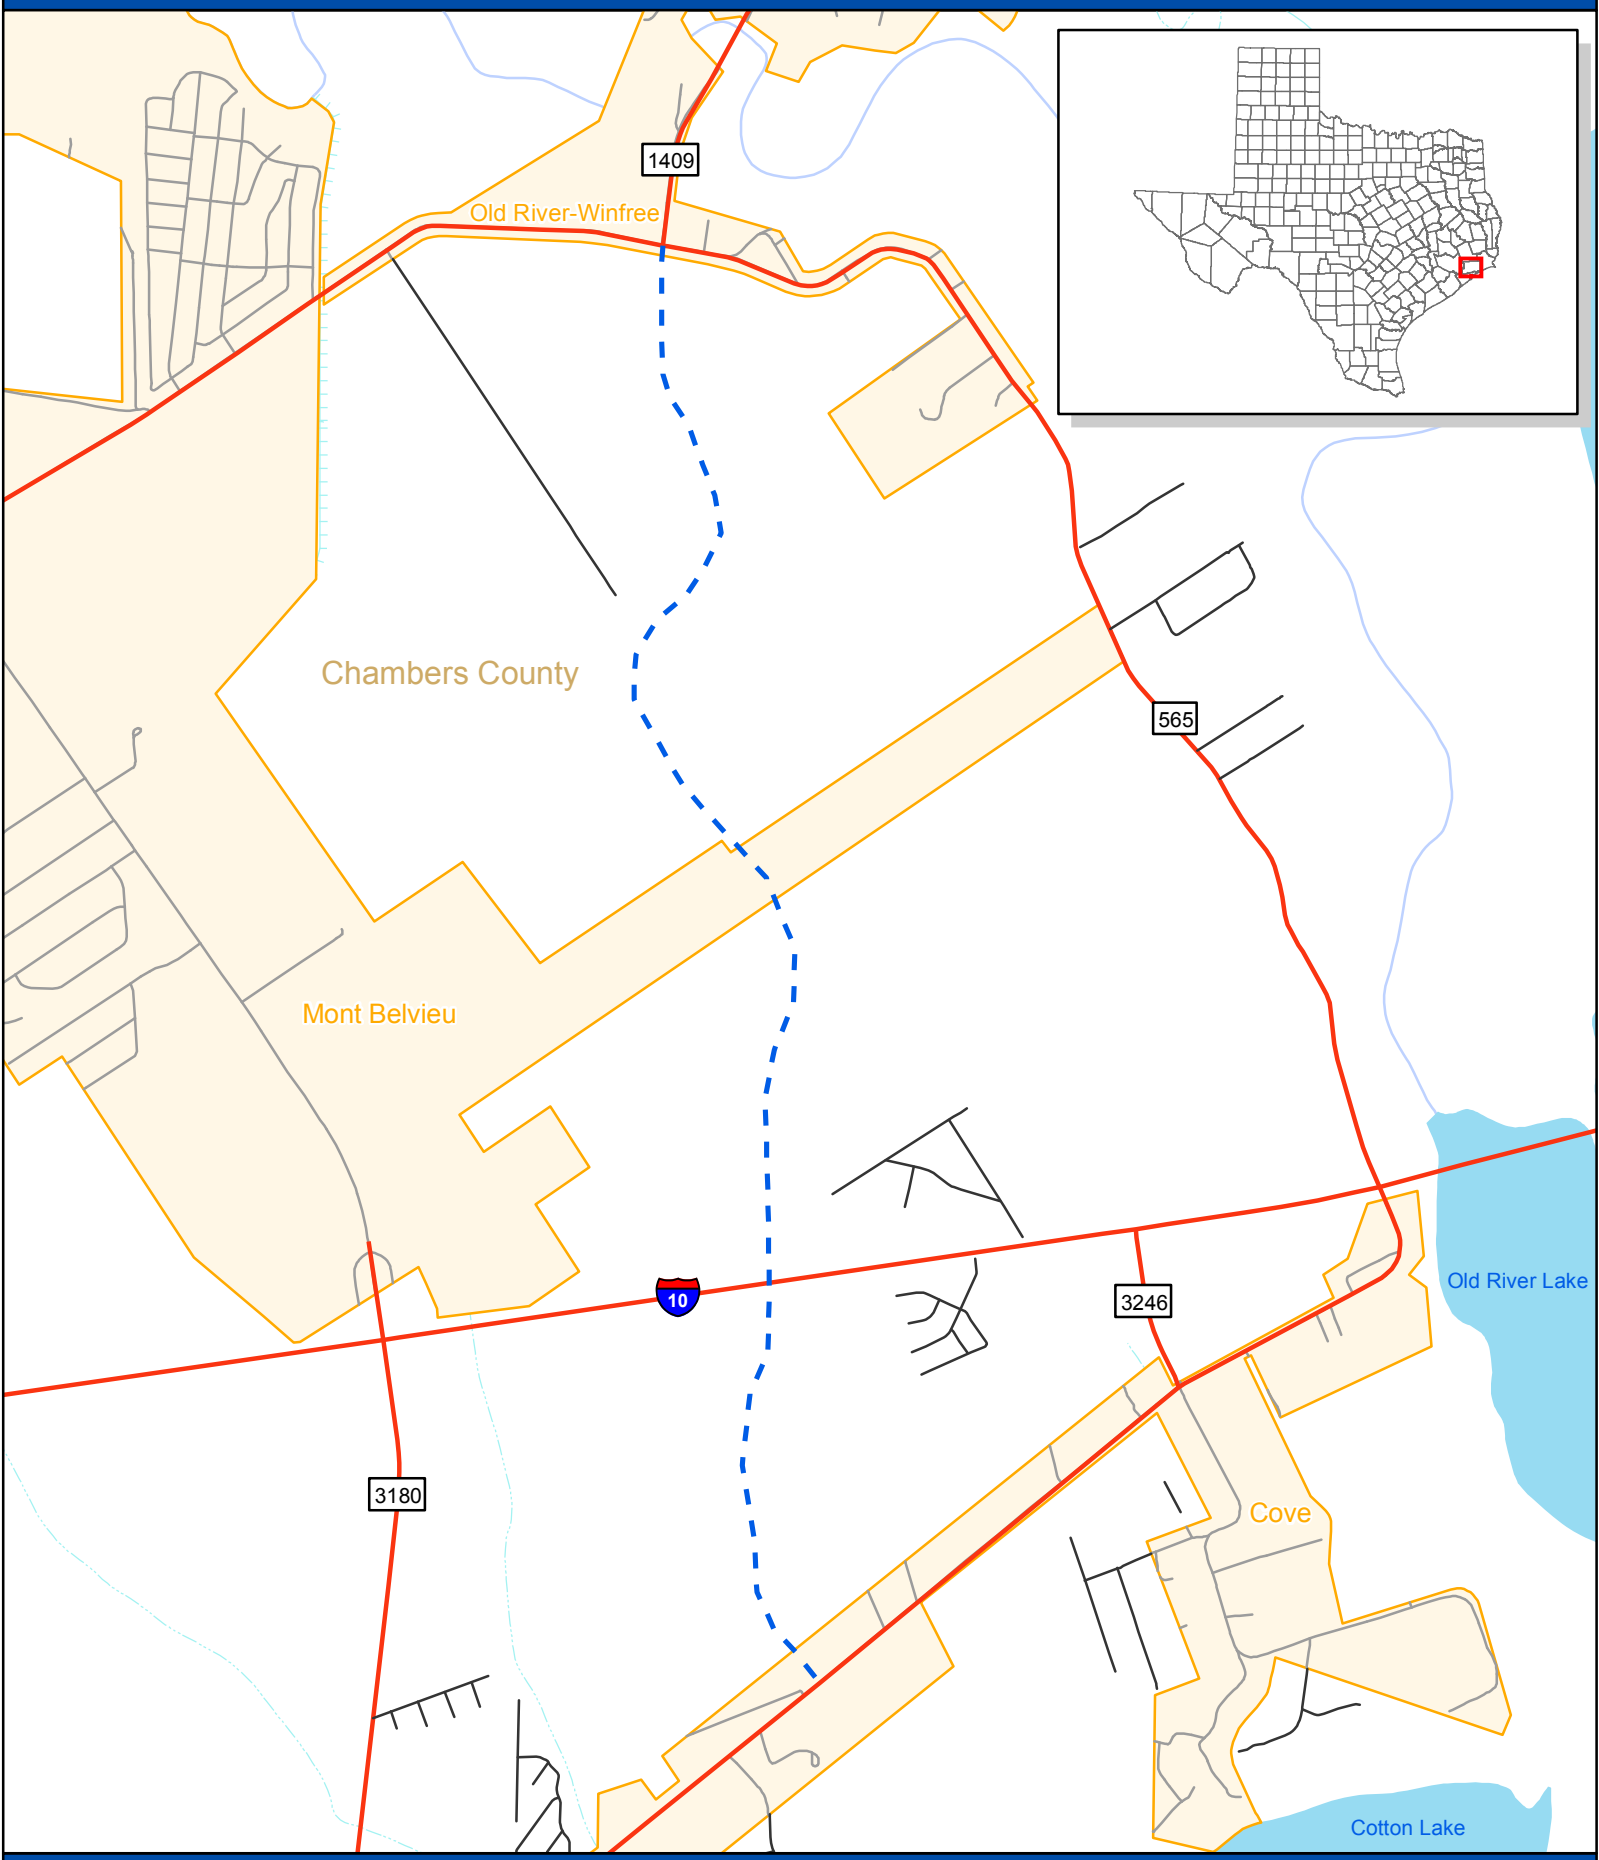 1409
Old River-Winfree
Chambers County
565
Mont Belvieu
Old River Lake
10
3246
3180
Cove
Cotton Lake